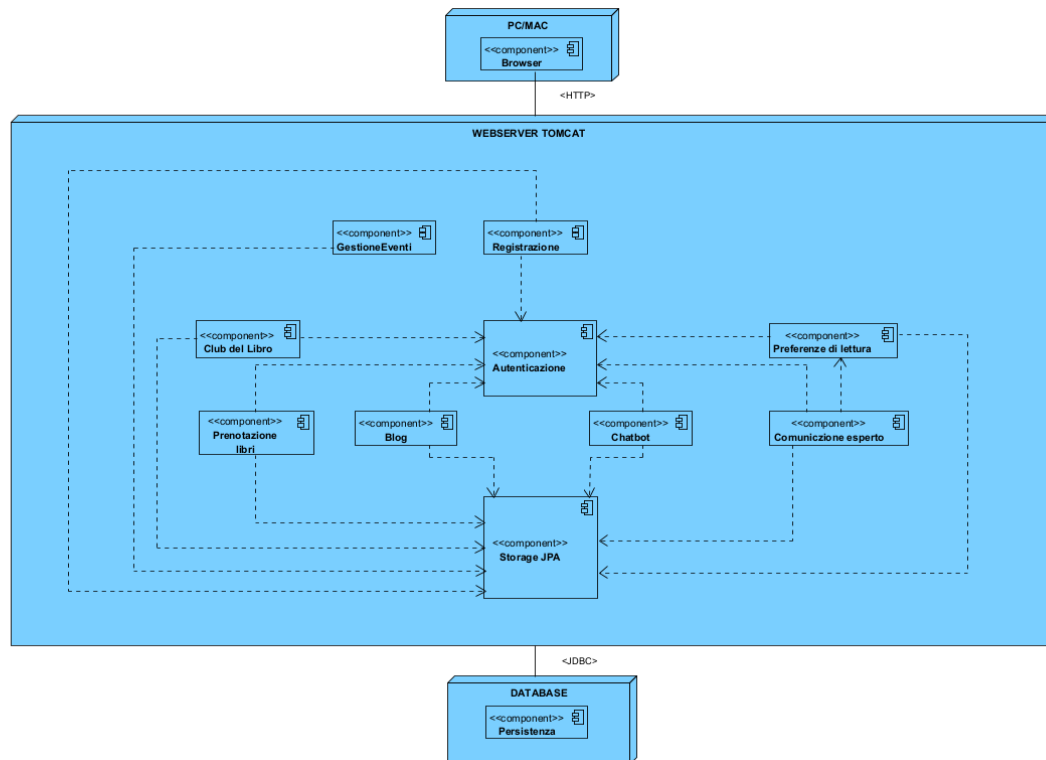 PC/MAC
<<component>>
Browser
<HTTP>
WEBSERVER TOMCAT
<<component>>
GestioneEventi
<<component>>
Registrazione
<<component>>
Club del Libro
<<component>>
Autenticazione
<<component>>
Preferenze di lettura
<<component>>
Prenotazione
libri
<<component>>
Blog
<<component>>
Chatbot
<<component>>
Comuniczione esperto
<<component>>
Storage JPA
<JDBC>
DATABASE
<<component>>
Persistenza